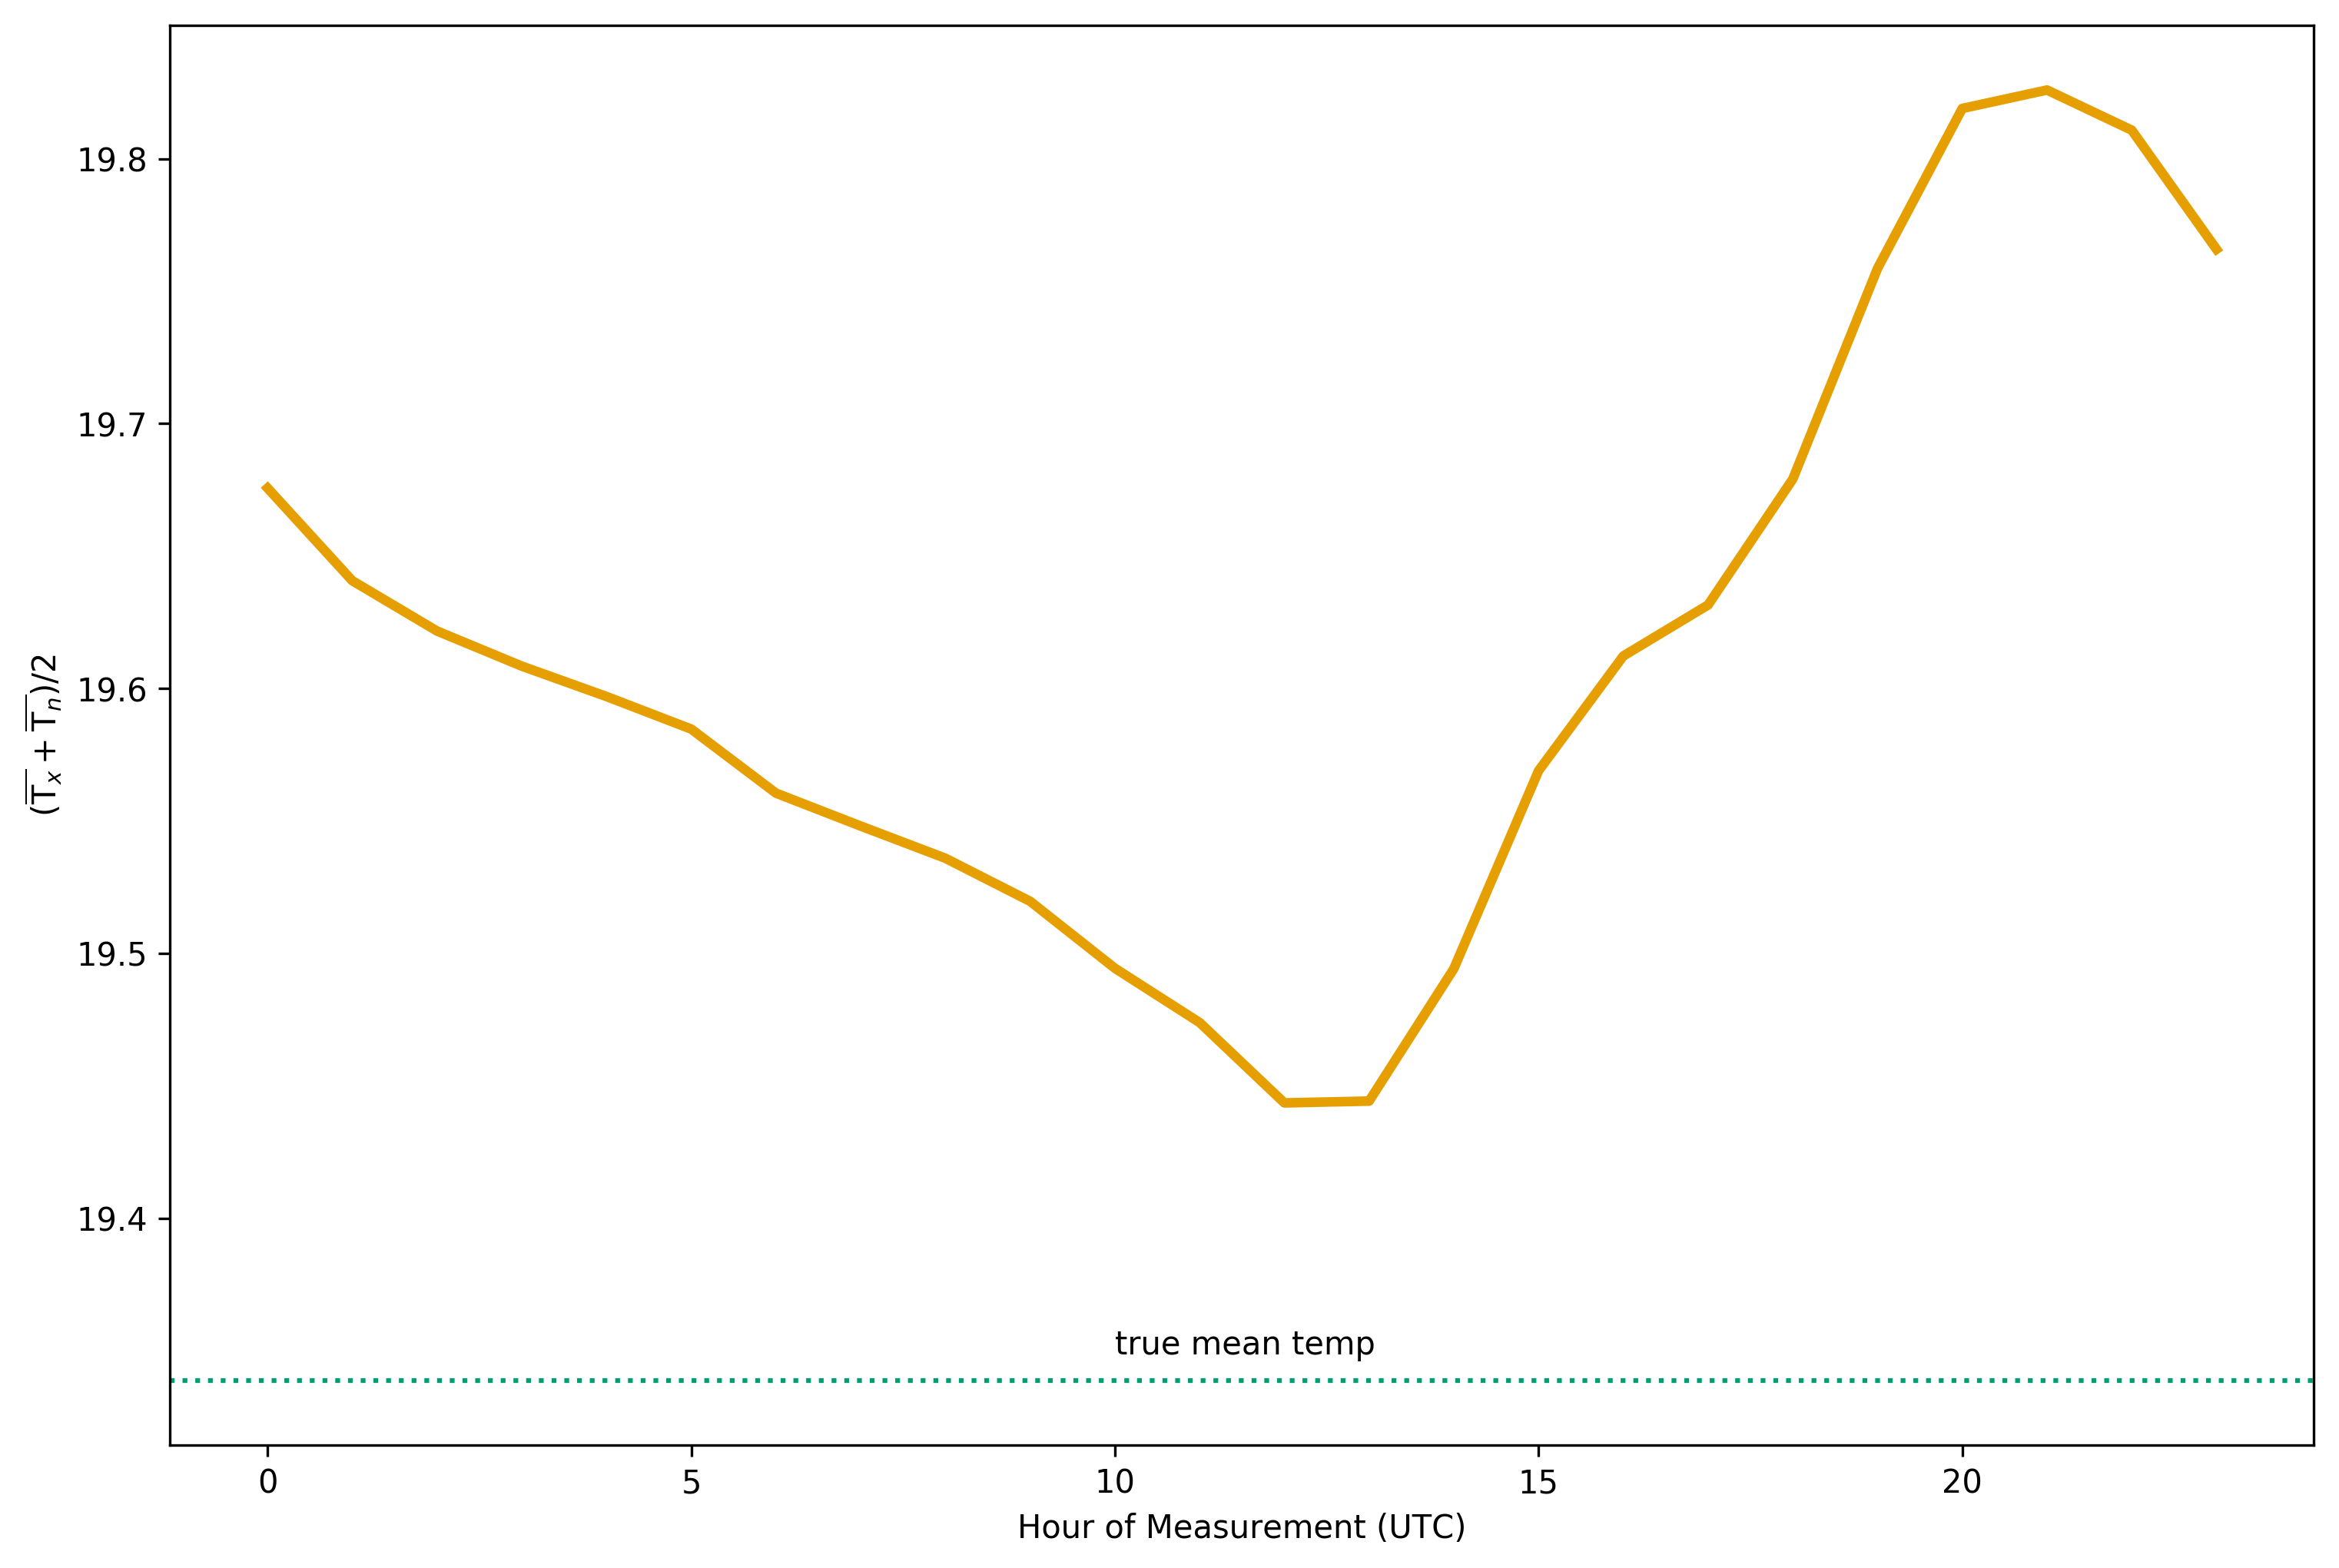 19.8
19.7
19.6
19.5
19.4
(T̅ₓ + T̅ₙ)/2
true mean temp
0 5 10 15 20
Hour of Measurement (UTC)